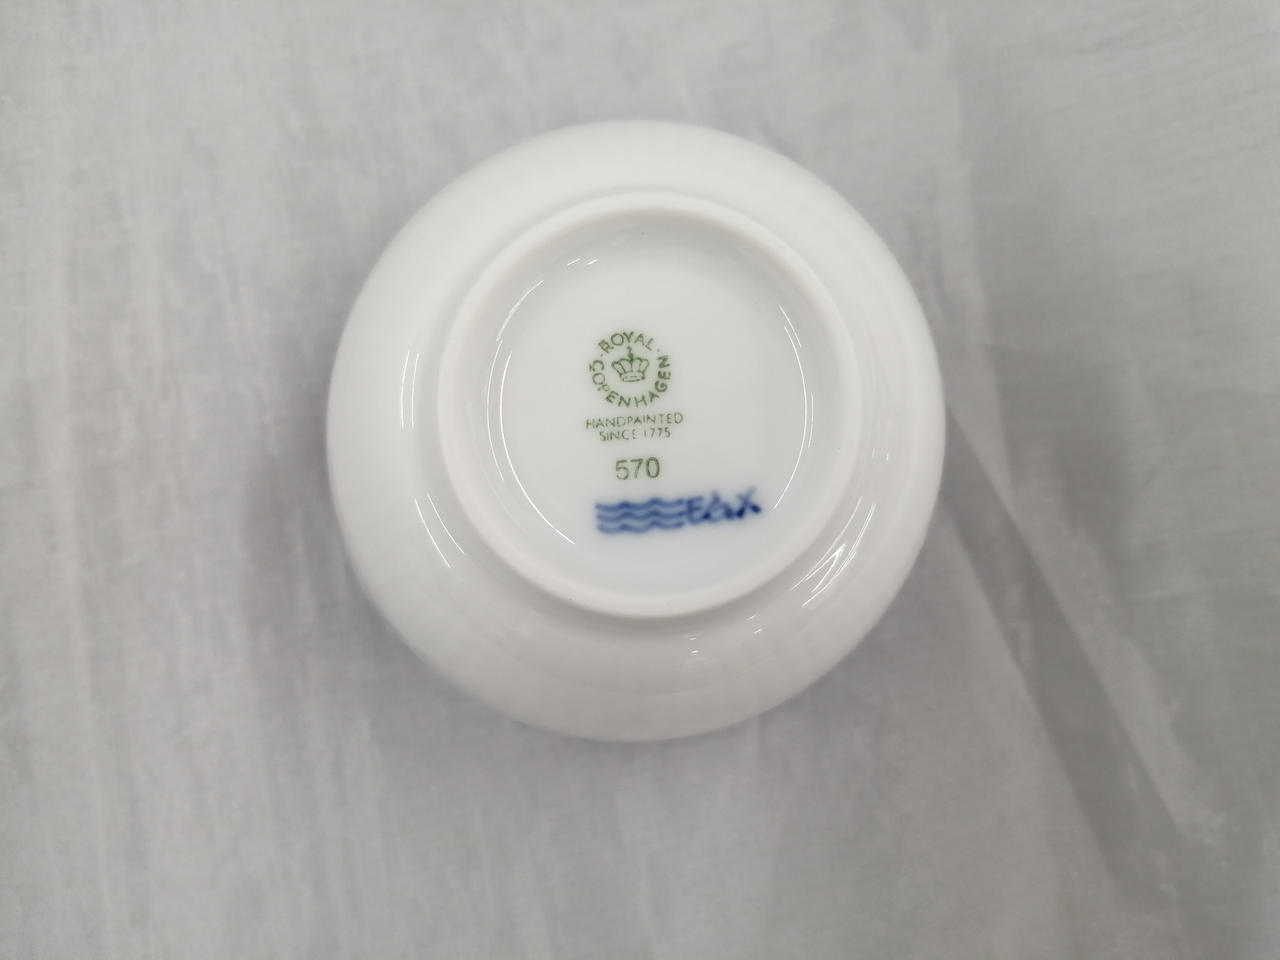 ROYAL COPENHAGEN
HANDPAINTED
SINCE 1775
570